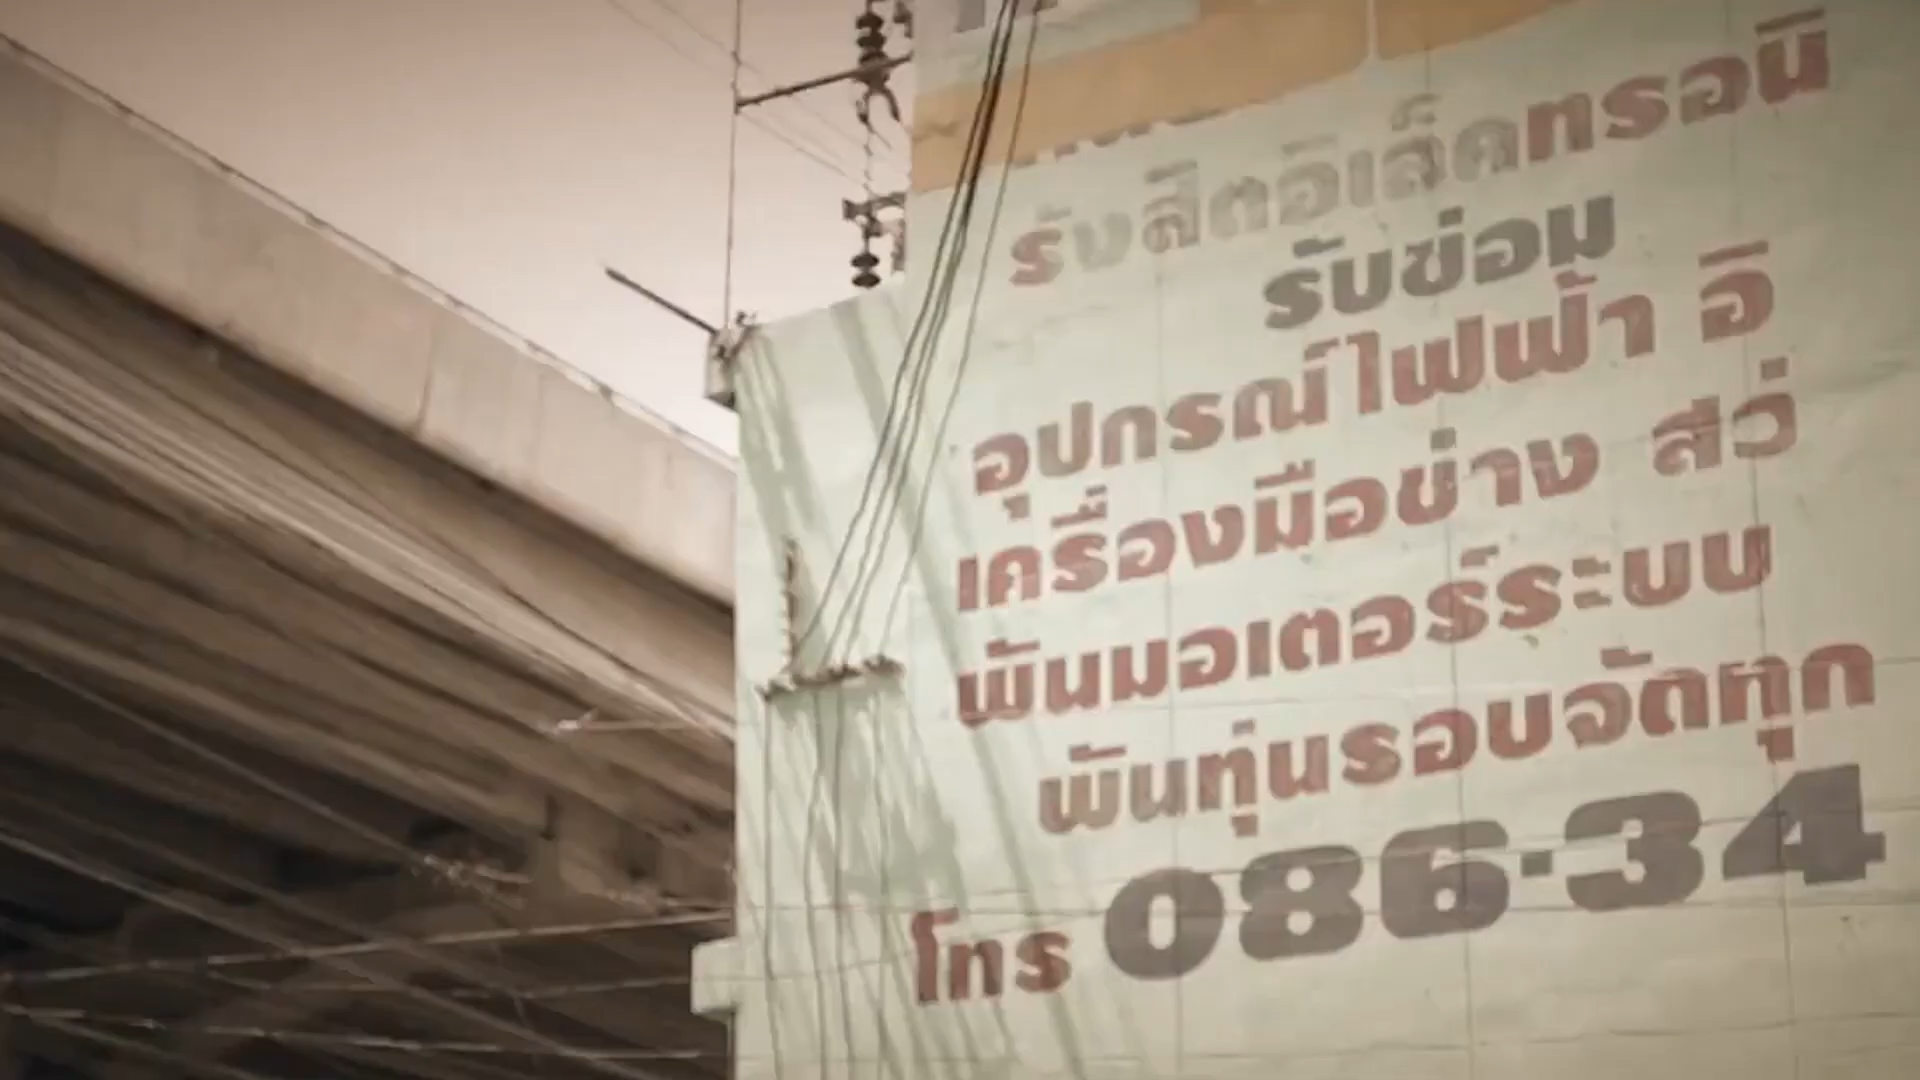 รังสิตอิเล็คทรอนิ
รับซ่อม
อุปกรณ์ไฟฟ้า อิ
เครื่องมือช่าง สว่
พันมอเตอร์ระบบ
พันทุ่นรอบจัดทุก
โทร 086-34